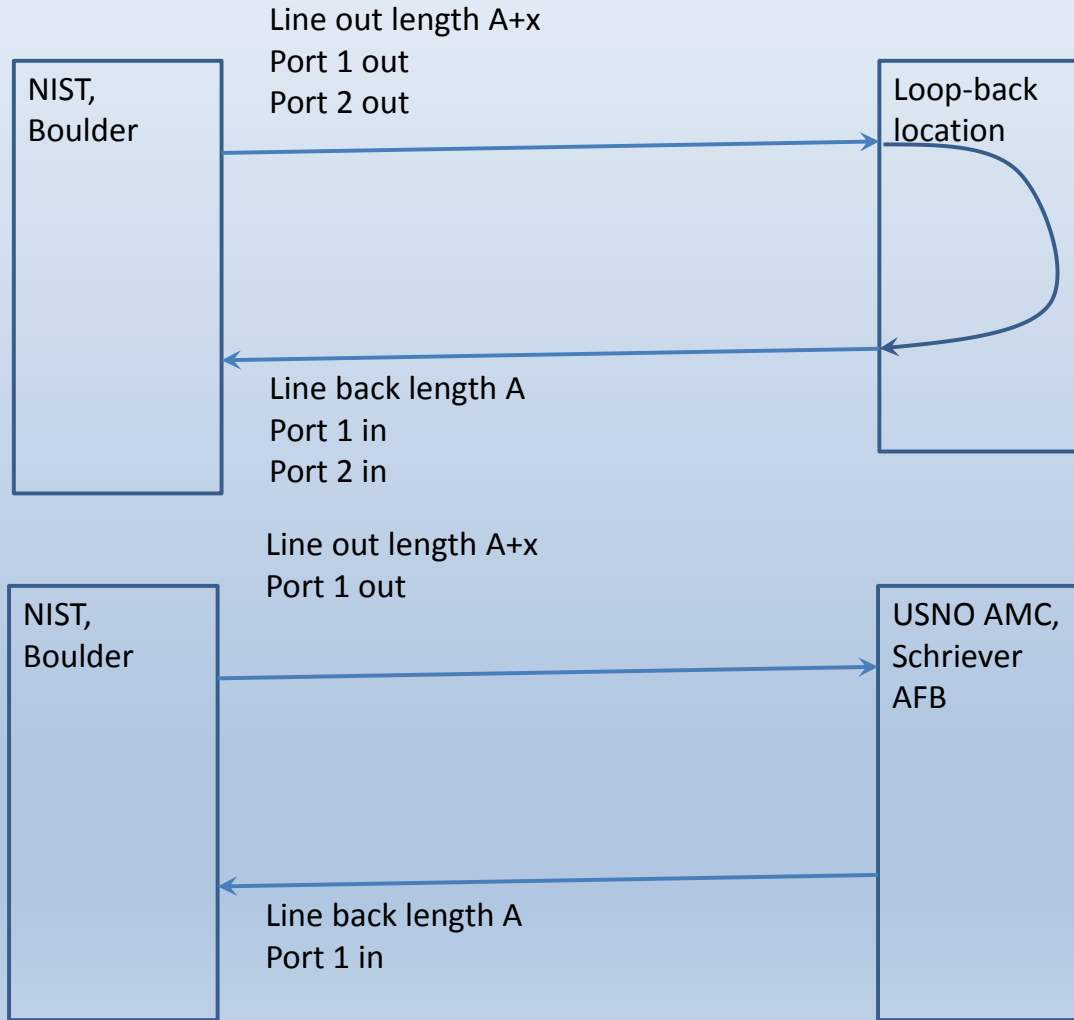 Line out length A+x
Port 1 out
Port 2 out
NIST,
Boulder
Loop-back
location
Line back length A
Port 1 in
Port 2 in
Line out length A+x
Port 1 out
NIST,
Boulder
USNO AMC,
Schriever
AFB
Line back length A
Port 1 in